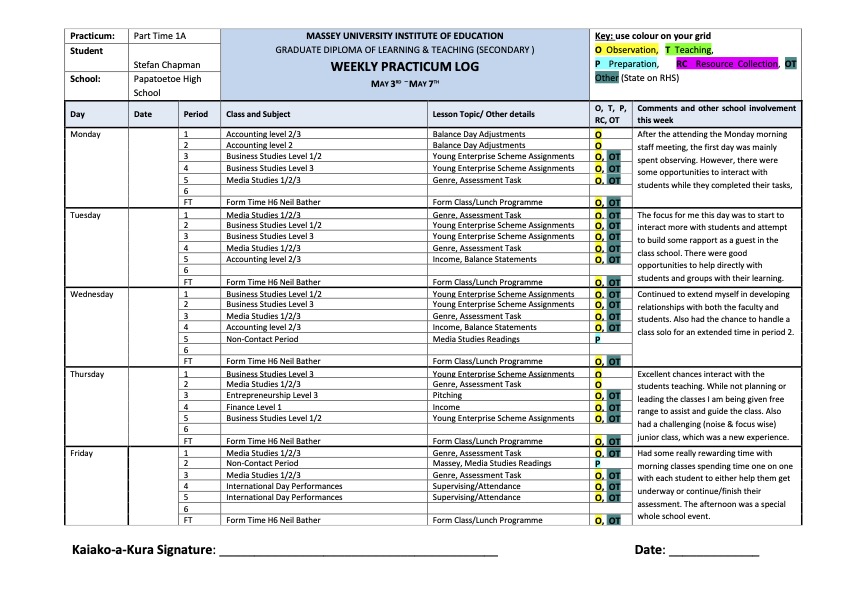 Practicum: Part Time 1A MASSEY UNIVERSITY INSTITUTE OF EDUCATION Key: use colour on your grid
Student GRADUATE DIPLOMA OF LEARNING & TEACHING (SECONDARY ) O Observation, T Teaching,
Stefan Chapman WEEKLY PRACTICUM LOG P Preparation, RC Resource Collection, OT
School: Papatoetoe High School MAY 3RD – MAY 7TH Other (State on RHS)
Day Date Period Class and Subject Lesson Topic/ Other details O, T, P, RC, OT Comments and other school involvement this week
Monday
1 Accounting level 2/3 Balance Day Adjustments O
2 Accounting level 2 Balance Day Adjustments O
3 Business Studies Level 1/2 Young Enterprise Scheme Assignments O, OT
4 Business Studies Level 3 Young Enterprise Scheme Assignments O, OT
5 Media Studies 1/2/3 Genre, Assessment Task O, OT
6
FT Form Time H6 Neil Bather Form Class/Lunch Programme O, OT
After the attending the Monday morning
staff meeting, the first day was mainly
spent observing. However, there were
some opportunities to interact with
students while they completed their tasks,
Tuesday
1 Media Studies 1/2/3 Genre, Assessment Task O, OT
2 Business Studies Level 1/2 Young Enterprise Scheme Assignments O, OT
3 Business Studies Level 3 Young Enterprise Scheme Assignments O, OT
4 Media Studies 1/2/3 Genre, Assessment Task O, OT
5 Accounting level 2/3 Income, Balance Statements O, OT
6
FT Form Time H6 Neil Bather Form Class/Lunch Programme O, OT
The focus for me this day was to start to
interact more with students and attempt
to build some rapport as a guest in the
class school. There were good
opportunities to help directly with
students and groups with their learning.
Wednesday
1 Business Studies Level 1/2 Young Enterprise Scheme Assignments O, OT
2 Business Studies Level 3 Young Enterprise Scheme Assignments O, OT
3 Media Studies 1/2/3 Genre, Assessment Task O, OT
4 Accounting level 2/3 Income, Balance Statements O, OT
5 Non-Contact Period Media Studies Readings P
6
FT Form Time H6 Neil Bather Form Class/Lunch Programme O, OT
Continued to extend myself in developing
relationships with both the faculty and
students. Also had the chance to handle a
class solo for an extended time in period 2.
Thursday
1 Business Studies Level 3 Young Enterprise Scheme Assignments O
2 Media Studies 1/2/3 Genre, Assessment Task O
3 Entrepreneurship Level 3 Pitching O, OT
4 Finance Level 1 Income O, OT
5 Business Studies Level 1/2 Young Enterprise Scheme Assignments O, OT
6
FT Form Time H6 Neil Bather Form Class/Lunch Programme O, OT
Excellent chances interact with the
students teaching. While not planning or
leading the classes I am being given free
range to assist and guide the class. Also
had a challenging (noise & focus wise)
junior class, which was a new experience.
Friday
1 Media Studies 1/2/3 Genre, Assessment Task O, OT
2 Non-Contact Period Massey, Media Studies Readings P
3 Media Studies 1/2/3 Genre, Assessment Task O, OT
4 International Day Performances Supervising/Attendance O, OT
5 International Day Performances Supervising/Attendance O, OT
6
FT Form Time H6 Neil Bather Form Class/Lunch Programme O, OT
Had some really rewarding time with
morning classes spending time one on one
with each student to either help them get
underway or continue/finish their
assessment. The afternoon was a special
whole school event.
Kaiako-a-Kura Signature: ______ Date: ______